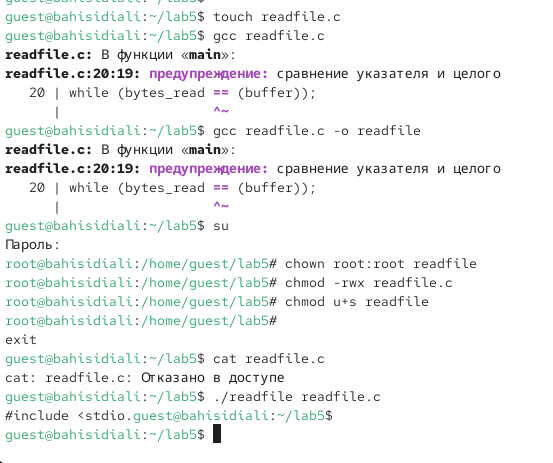 guest@bahisidiali:~/lab5$ touch readfile.c
guest@bahisidiali:~/lab5$ gcc readfile.c
readfile.c: В функции «main»:
readfile.c:20:19: предупреждение: сравнение указателя и целого
   20 | while (bytes_read == (buffer));
      |                   ^~
guest@bahisidiali:~/lab5$ gcc readfile.c -o readfile
readfile.c: В функции «main»:
readfile.c:20:19: предупреждение: сравнение указателя и целого
   20 | while (bytes_read == (buffer));
      |                   ^~
guest@bahisidiali:~/lab5$ su
Пароль:
root@bahisidiali:/home/guest/lab5# chown root:root readfile
root@bahisidiali:/home/guest/lab5# chmod -rwx readfile.c
root@bahisidiali:/home/guest/lab5# chmod u+s readfile
root@bahisidiali:/home/guest/lab5#
exit
guest@bahisidiali:~/lab5$ cat readfile.c
cat: readfile.c: Отказано в доступе
guest@bahisidiali:~/lab5$ ./readfile readfile.c
#include <stdio.guest@bahisidiali:~/lab5$
guest@bahisidiali:~/lab5$